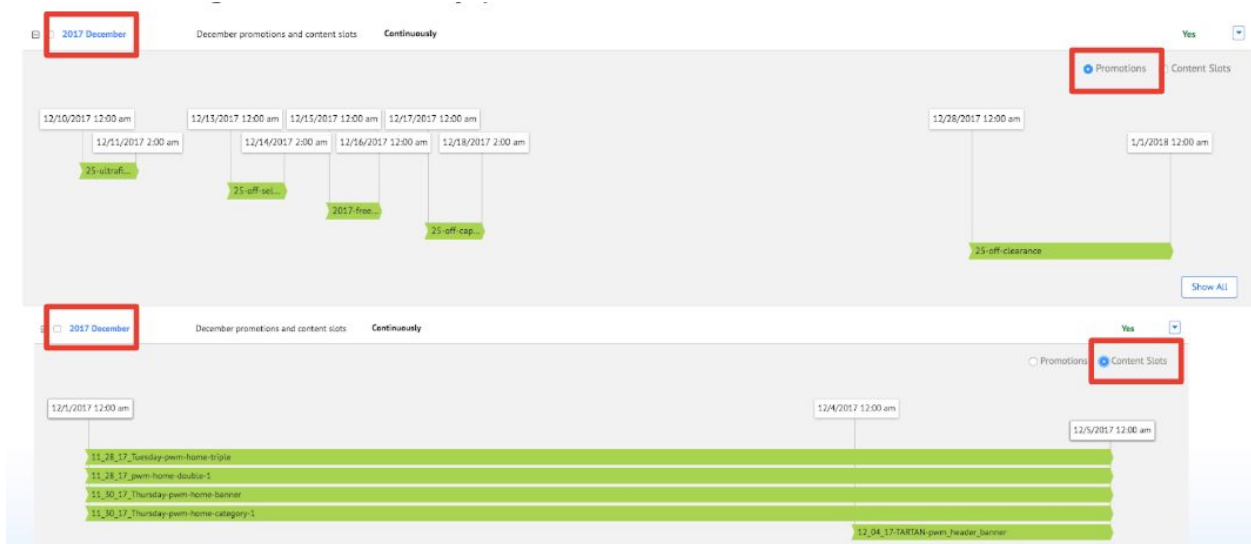 2017 December December promotions and content slots Continuously Yes
Promotions Content Slots
12/10/2017 12:00 am 12/13/2017 12:00 am 12/15/2017 12:00 am 12/17/2017 12:00 am 12/28/2017 12:00 am
12/11/2017 2:00 am 12/14/2017 2:00 am 12/16/2017 12:00 am 12/18/2017 2:00 am 1/1/2018 12:00 am
25-ultrafi...
25-off-sel...
2017-free...
25-off-cap...
25-off-clearance
Show All
2017 December December promotions and content slots Continuously Yes
Promotions Content Slots
12/1/2017 12:00 am 12/4/2017 12:00 am
12/5/2017 12:00 am
11_28_17_Tuesday-pwm-home-triple
11_28_17_pwm-home-double-1
11_30_17_Thursday-pwm-home-banner
11_30_17_Thursday-pwm-home-category-1
12_04_17-TARTAN-pwm_header_banner